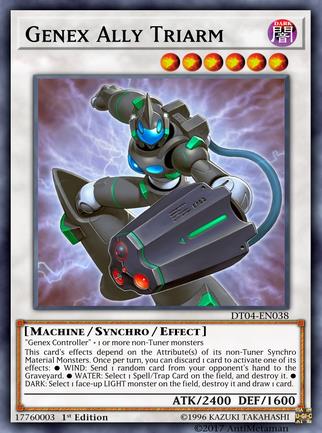 Genex Ally Triarm
DARK
闇
DT04-EN038
[Machine / Synchro / Effect]
"Genex Controller" + 1 or more non-Tuner monsters
This card's effects depend on the Attribute(s) of its non-Tuner Synchro
Material Monsters. Once per turn, you can discard 1 card to activate one of its
effects: ● WIND: Send 1 random card from your opponent's hand to the
Graveyard. ● WATER: Select 1 Spell/Trap Card on the field, and destroy it. ●
DARK: Select 1 face-up LIGHT monster on the field, destroy it and draw 1 card.
ATK/2400 DEF/1600
17760003 1st Edition
©1996 KAZUKI TAKAHASHI
©2017 AntiMetaman